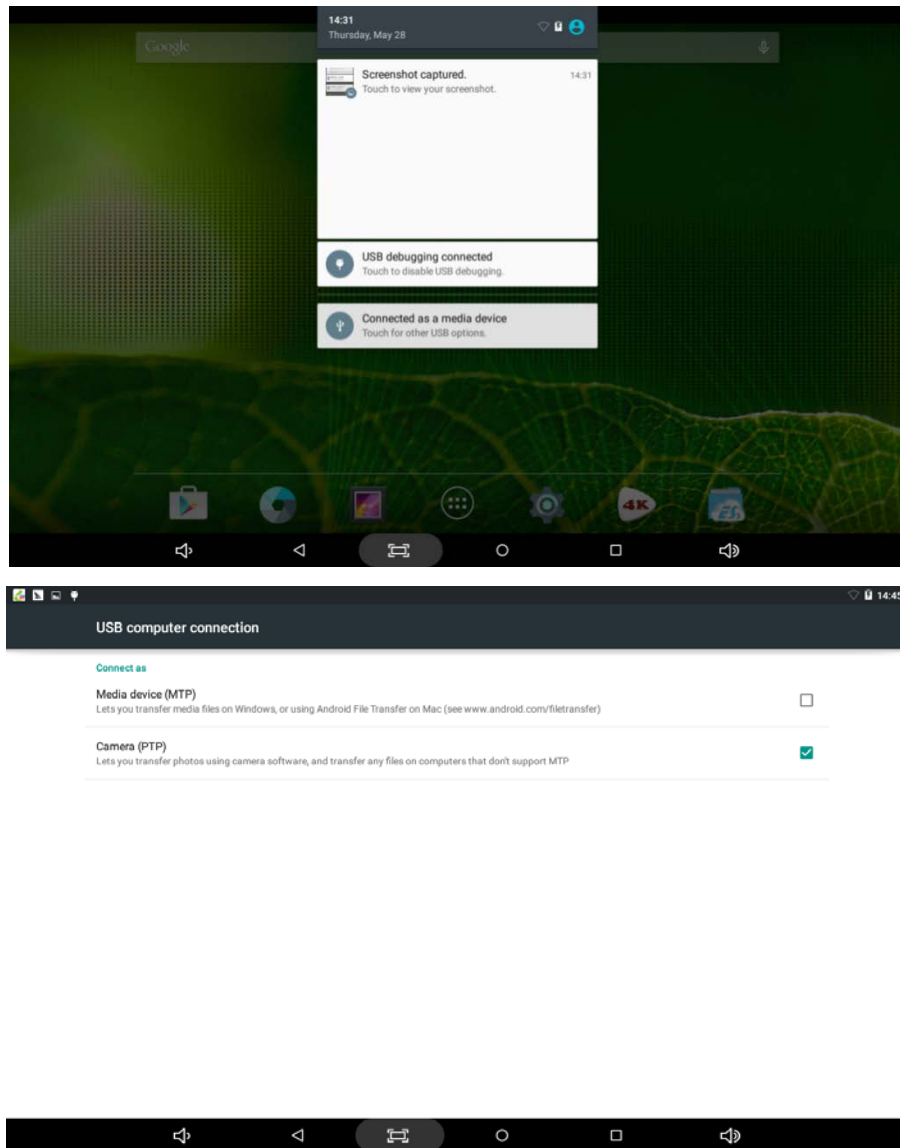 14:31
Thursday, May 28
Google
Screenshot captured.
14:31
Touch to view your screenshot.
USB debugging connected
Touch to disable USB debugging.
Connected as a media device
Touch for other USB options.
4K
ES
14:45
USB computer connection
Connect as
Media device (MTP)
Lets you transfer media files on Windows, or using Android File Transfer on Mac (see www.android.com/filetransfer)
Camera (PTP)
Lets you transfer photos using camera software, and transfer any files on computers that don't support MTP